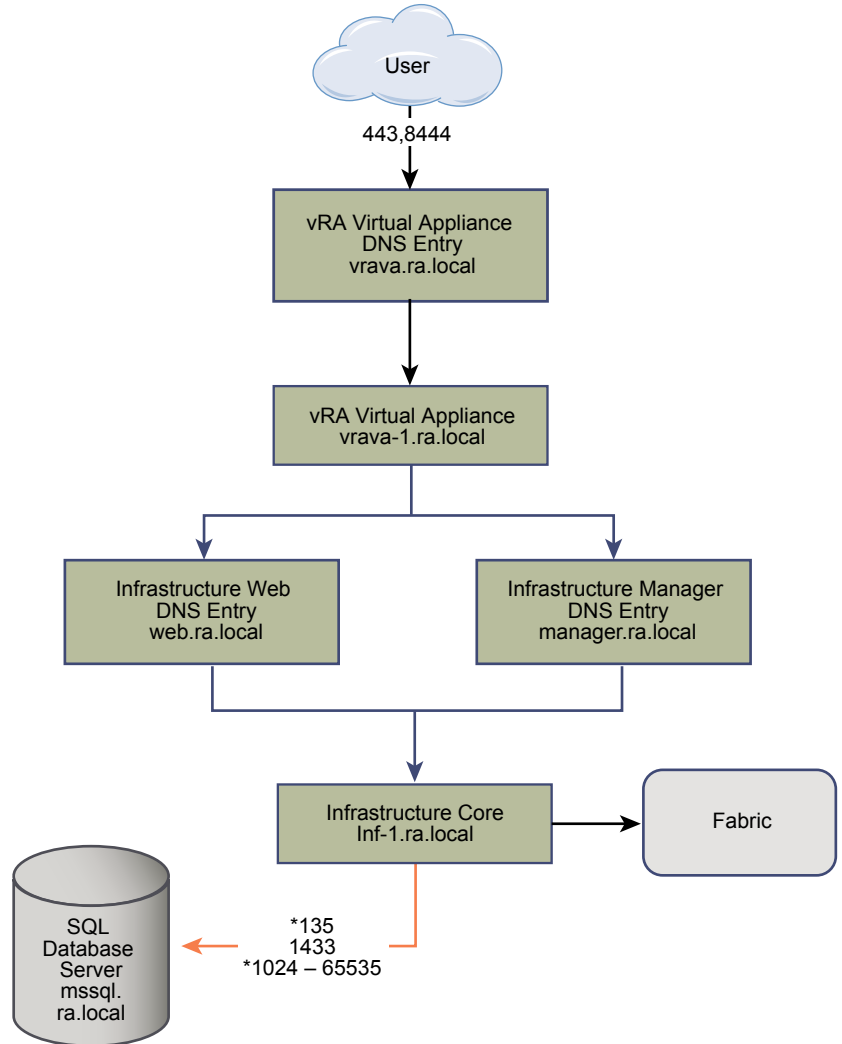 User
443,8444
vRA Virtual Appliance
DNS Entry
vrava.ra.local
vRA Virtual Appliance
vrava-1.ra.local
Infrastructure Web
DNS Entry
web.ra.local
Infrastructure Manager
DNS Entry
manager.ra.local
Infrastructure Core
Inf-1.ra.local
Fabric
SQL
Database
Server
mssql.
ra.local
*135
1433
*1024 – 65535